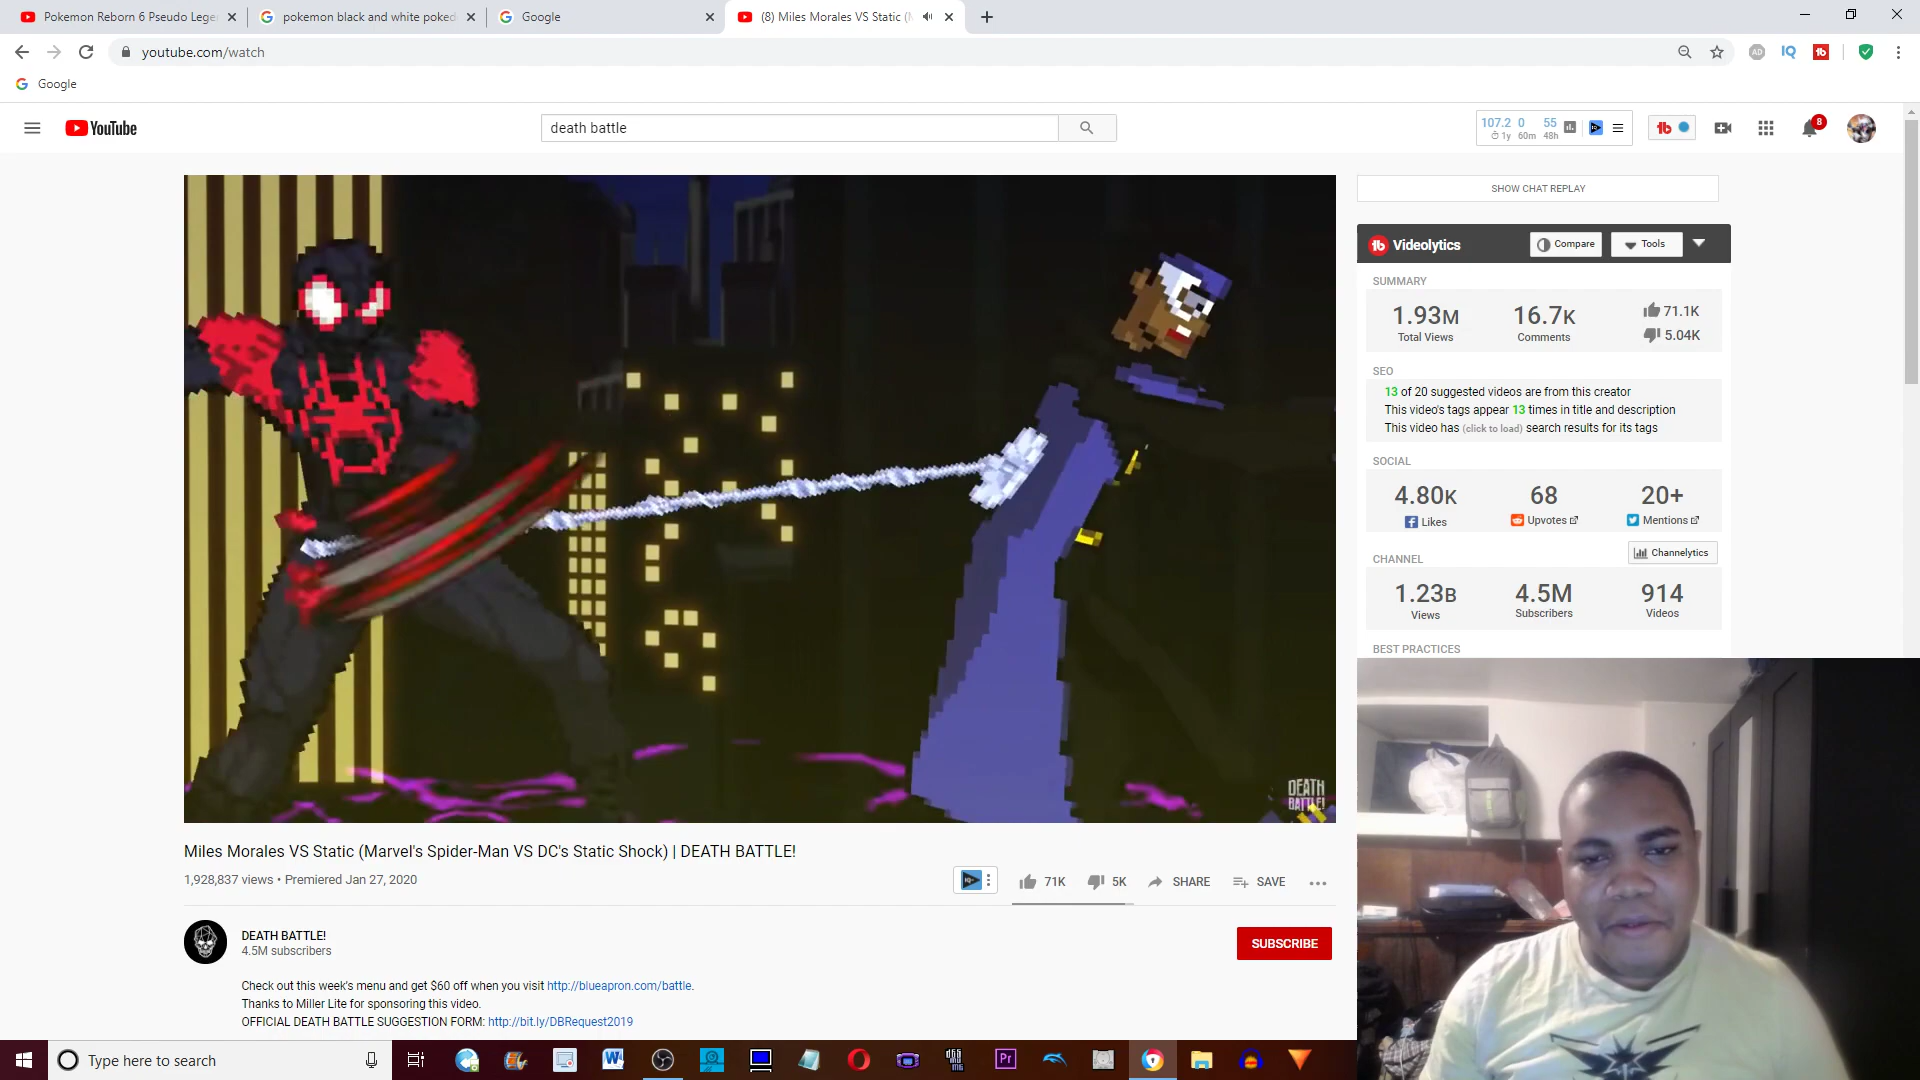 Pokemon Reborn 6 Pseudo Lege
pokemon black and white poked
Google
(8) Miles Morales VS Static (
youtube.com/watch
Google
YouTube
death battle
107.2 0 55
1y 60m 48h
8
SHOW CHAT REPLAY
Videolytics
Compare
Tools
SUMMARY
1.93M 16.7K 71.1K
Total Views Comments 5.04K
SEO
13 of 20 suggested videos are from this creator
This video's tags appear 13 times in title and description
This video has (click to load) search results for its tags
SOCIAL
4.80K 68 20+
Likes Upvotes Mentions
CHANNEL
Channelytics
1.23B 4.5M 914
Views Subscribers Videos
BEST PRACTICES
DEATH
BATTLE!
Miles Morales VS Static (Marvel's Spider-Man VS DC's Static Shock) | DEATH BATTLE!
1,928,837 views • Premiered Jan 27, 2020
71K 5K SHARE SAVE
DEATH BATTLE!
4.5M subscribers
SUBSCRIBE
Check out this week's menu and get $60 off when you visit http://blueapron.com/battle.
Thanks to Miller Lite for sponsoring this video.
OFFICIAL DEATH BATTLE SUGGESTION FORM: http://bit.ly/DBRequest2019
Type here to search